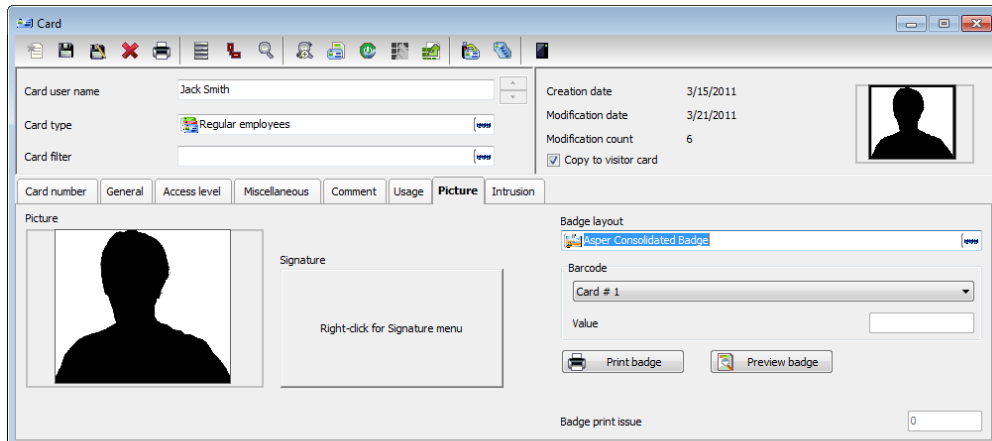 Card
Card user name
Jack Smith
Card type
Regular employees
Card filter
Creation date 3/15/2011
Modification date 3/21/2011
Modification count 6
Copy to visitor card
Card number General Access level Miscellaneous Comment Usage Picture Intrusion
Picture
Signature
Right-click for Signature menu
Badge layout
Asper Consolidated Badge
Barcode
Card # 1
Value
Print badge Preview badge
Badge print issue 0